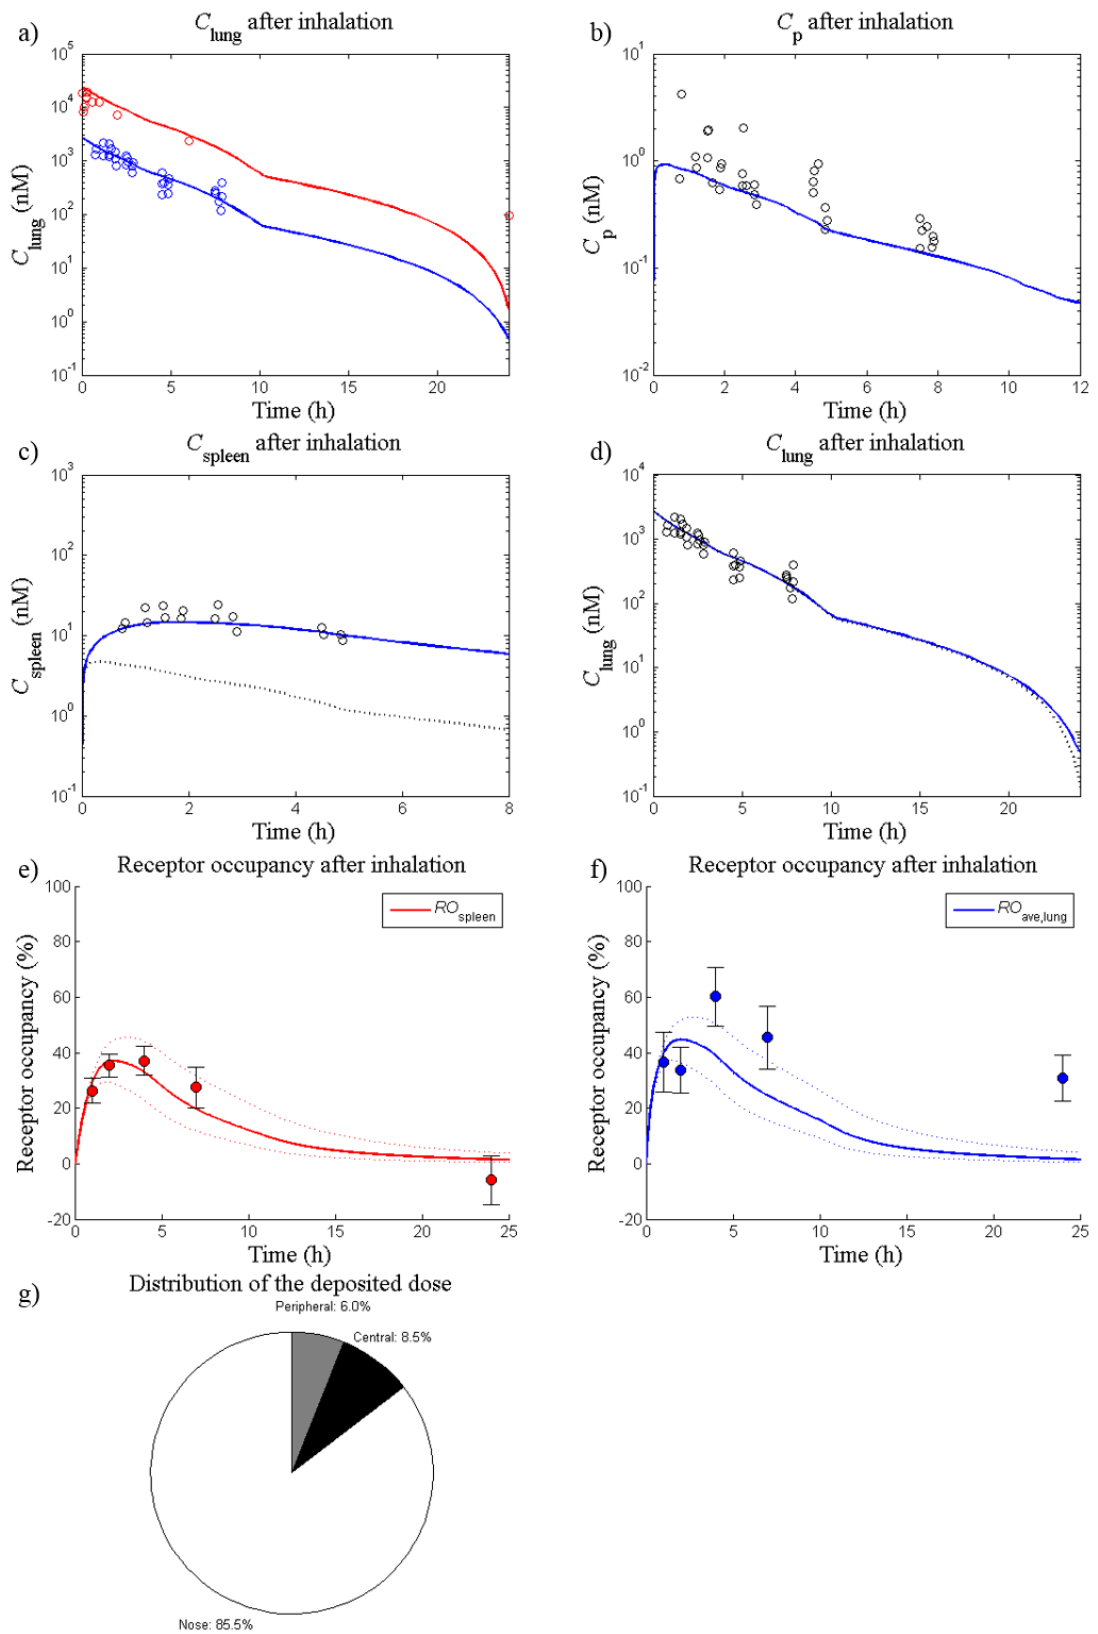 a)
C_lung after inhalation
10^5
10^4
10^3
10^2
10^1
10^0
10^-1
C_lung (nM)
0 5 10 15 20
Time (h)
b)
C_p after inhalation
10^1
10^0
10^-1
10^-2
C_p (nM)
0 2 4 6 8 10 12
Time (h)
c)
C_spleen after inhalation
10^3
10^2
10^1
10^0
10^-1
C_spleen (nM)
0 2 4 6 8
Time (h)
d)
C_lung after inhalation
10^4
10^3
10^2
10^1
10^0
10^-1
C_lung (nM)
0 5 10 15 20
Time (h)
e)
Receptor occupancy after inhalation
RO_spleen
100
80
60
40
20
0
-20
Receptor occupancy (%)
0 5 10 15 20 25
Time (h)
f)
Receptor occupancy after inhalation
RO_ave,lung
100
80
60
40
20
0
-20
Receptor occupancy (%)
0 5 10 15 20 25
Time (h)
g)
Distribution of the deposited dose
Peripheral: 6.0%
Central: 8.5%
Nose: 85.5%